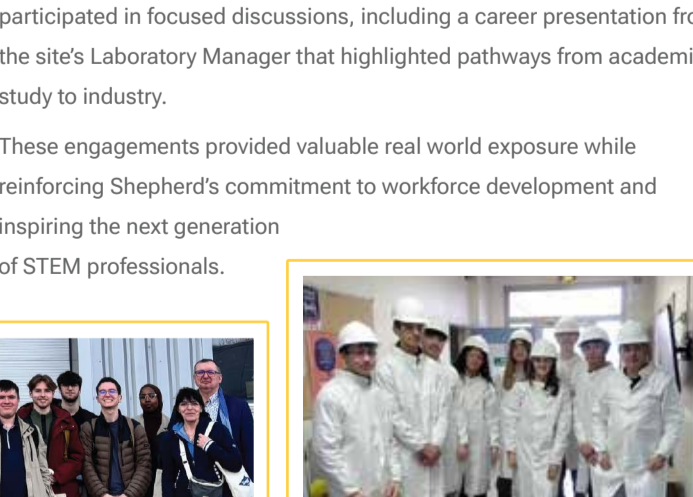 participated in focused discussions, including a career presentation
the site's Laboratory Manager that highlighted pathways from
study to industry.
These engagements provided valuable real world exposure while
reinforcing Shepherd's commitment to workforce development and
inspiring the next generation
of STEM professionals.